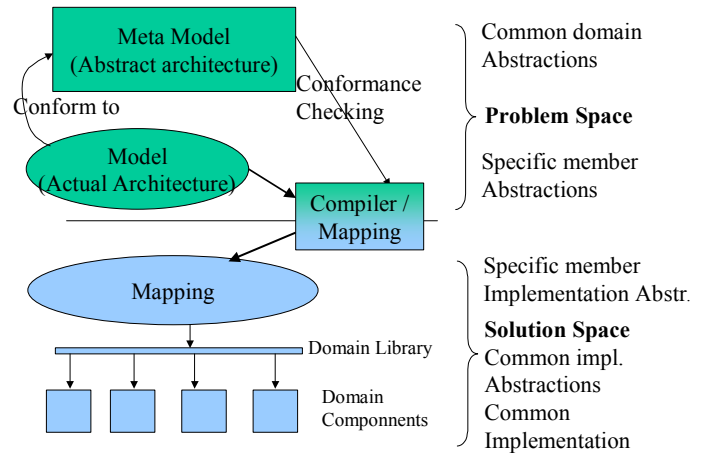 Meta Model
(Abstract architecture)
Conform to
Conformance
Checking
Model
(Actual Architecture)
Compiler /
Mapping
Mapping
Domain Library
Domain
Componnents
Common domain
Abstractions
Problem Space
Specific member
Abstractions
Specific member
Implementation Abstr.
Solution Space
Common impl.
Abstractions
Common
Implementation